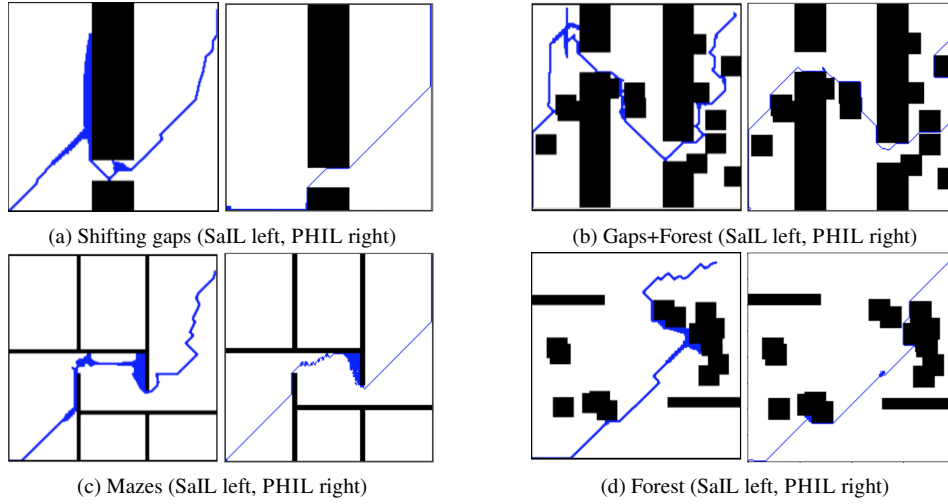 (a) Shifting gaps (SaIL left, PHIL right)
(b) Gaps+Forest (SaIL left, PHIL right)
(c) Mazes (SaIL left, PHIL right)
(d) Forest (SaIL left, PHIL right)